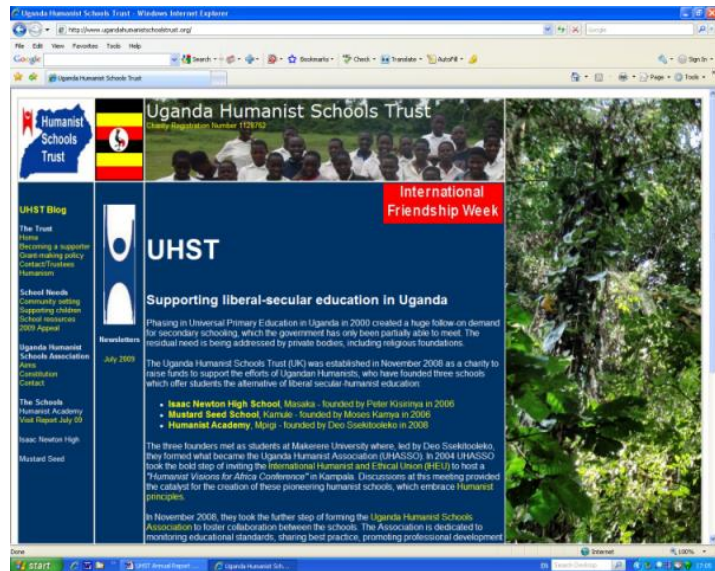 Uganda Humanist Schools Trust - Windows Internet Explorer
http://www.ugandahumanistschoolstrust.org/
Google
File Edit View Favorites Tools Help
Google
Search
Bookmarks
Check
Translate
AutoFill
Sign In
Uganda Humanist Schools Trust
Page
Tools
Humanist
Schools
Trust
Uganda Humanist Schools Trust
Charity Registration Number 1128762
International
Friendship Week
UHST Blog
The Trust
Home
Becoming a supporter
Grant-making policy
Contact/Trustees
Humanism
School Needs
Community setting
Supporting children
School resources
2009 Appeal
Uganda Humanist
Schools Association
Aims
Constitution
Contact
The Schools
Humanist Academy
Visit Report July 09
Isaac Newton High
Mustard Seed
Newsletters
July 2009
UHST
Supporting liberal-secular education in Uganda
Phasing in Universal Primary Education in Uganda in 2000 created a huge follow-on demand
for secondary schooling, which the government has only been partially able to meet. The
residual need is being addressed by private bodies, including religious foundations.
The Uganda Humanist Schools Trust (UK) was established in November 2008 as a charity to
raise funds to support the efforts of Ugandan Humanists, who have founded three schools
which offer students the alternative of liberal secular-humanist education:
• Isaac Newton High School, Masaka - founded by Peter Kisirinya in 2006
• Mustard Seed School, Kamule - founded by Moses Kamya in 2006
• Humanist Academy, Mpigi - founded by Deo Ssekitooleko in 2008
The three founders met as students at Makerere University where, led by Deo Ssekitooleko,
they formed what became the Uganda Humanist Association (UHASSO). In 2004 UHASSO
took the bold step of inviting the International Humanist and Ethical Union (IHEU) to host a
"Humanist Visions for Africa Conference" in Kampala. Discussions at this meeting provided
the catalyst for the creation of these pioneering humanist schools, which embrace Humanist
principles.
In November 2008, they took the further step of forming the Uganda Humanist Schools
Association to foster collaboration between the schools. The Association is dedicated to
monitoring educational standards, sharing best practice, promoting professional development
Done
Internet
100%
start
UHST Annual Report ...
Uganda Humanist Sch...
EN
Search Desktop
17:05